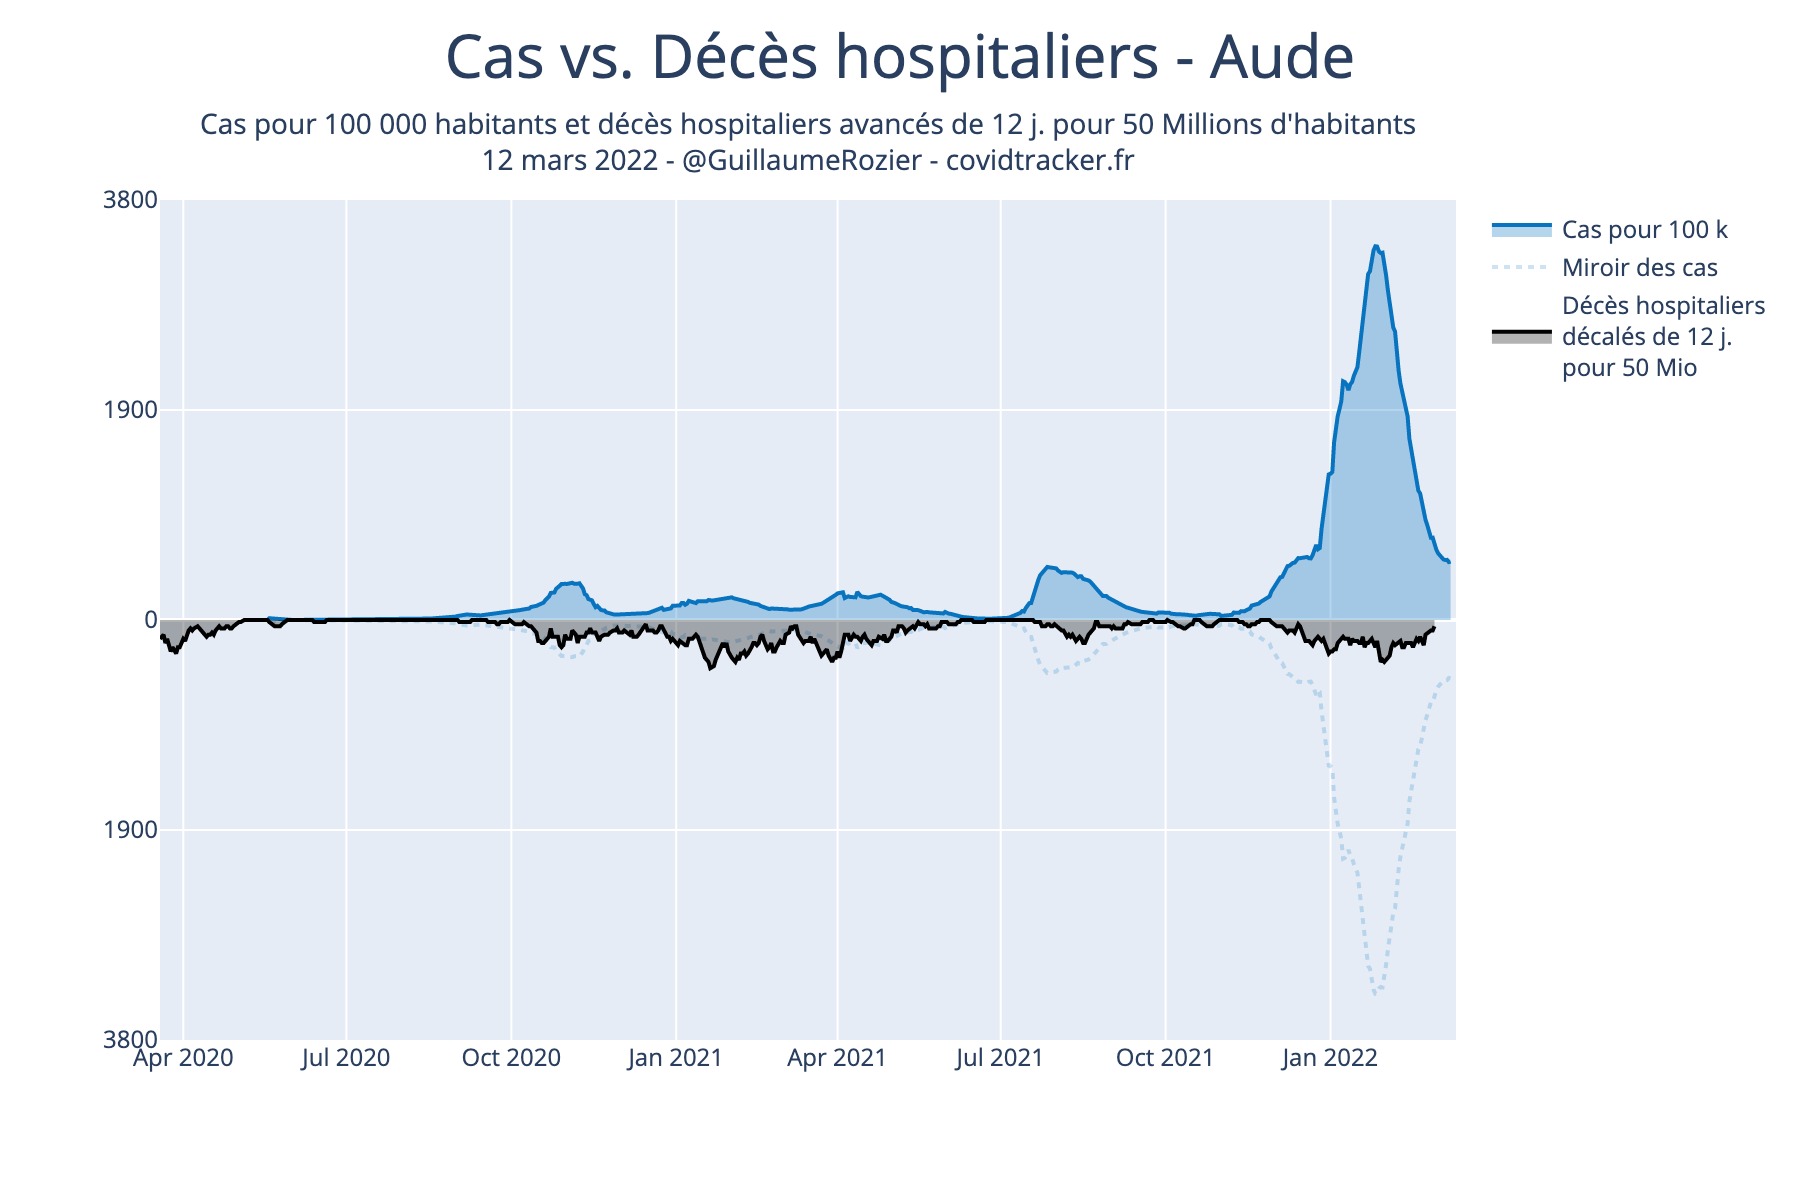 Cas vs. Décès hospitaliers - Aude
Cas pour 100 000 habitants et décès hospitaliers avancés de 12 j. pour 50 Millions d'habitants
12 mars 2022 - @GuillaumeRozier - covidtracker.fr
3800
1900
0
1900
3800
Apr 2020
Jul 2020
Oct 2020
Jan 2021
Apr 2021
Jul 2021
Oct 2021
Jan 2022
Cas pour 100 k
Miroir des cas
Décès hospitaliers
décalés de 12 j.
pour 50 Mio